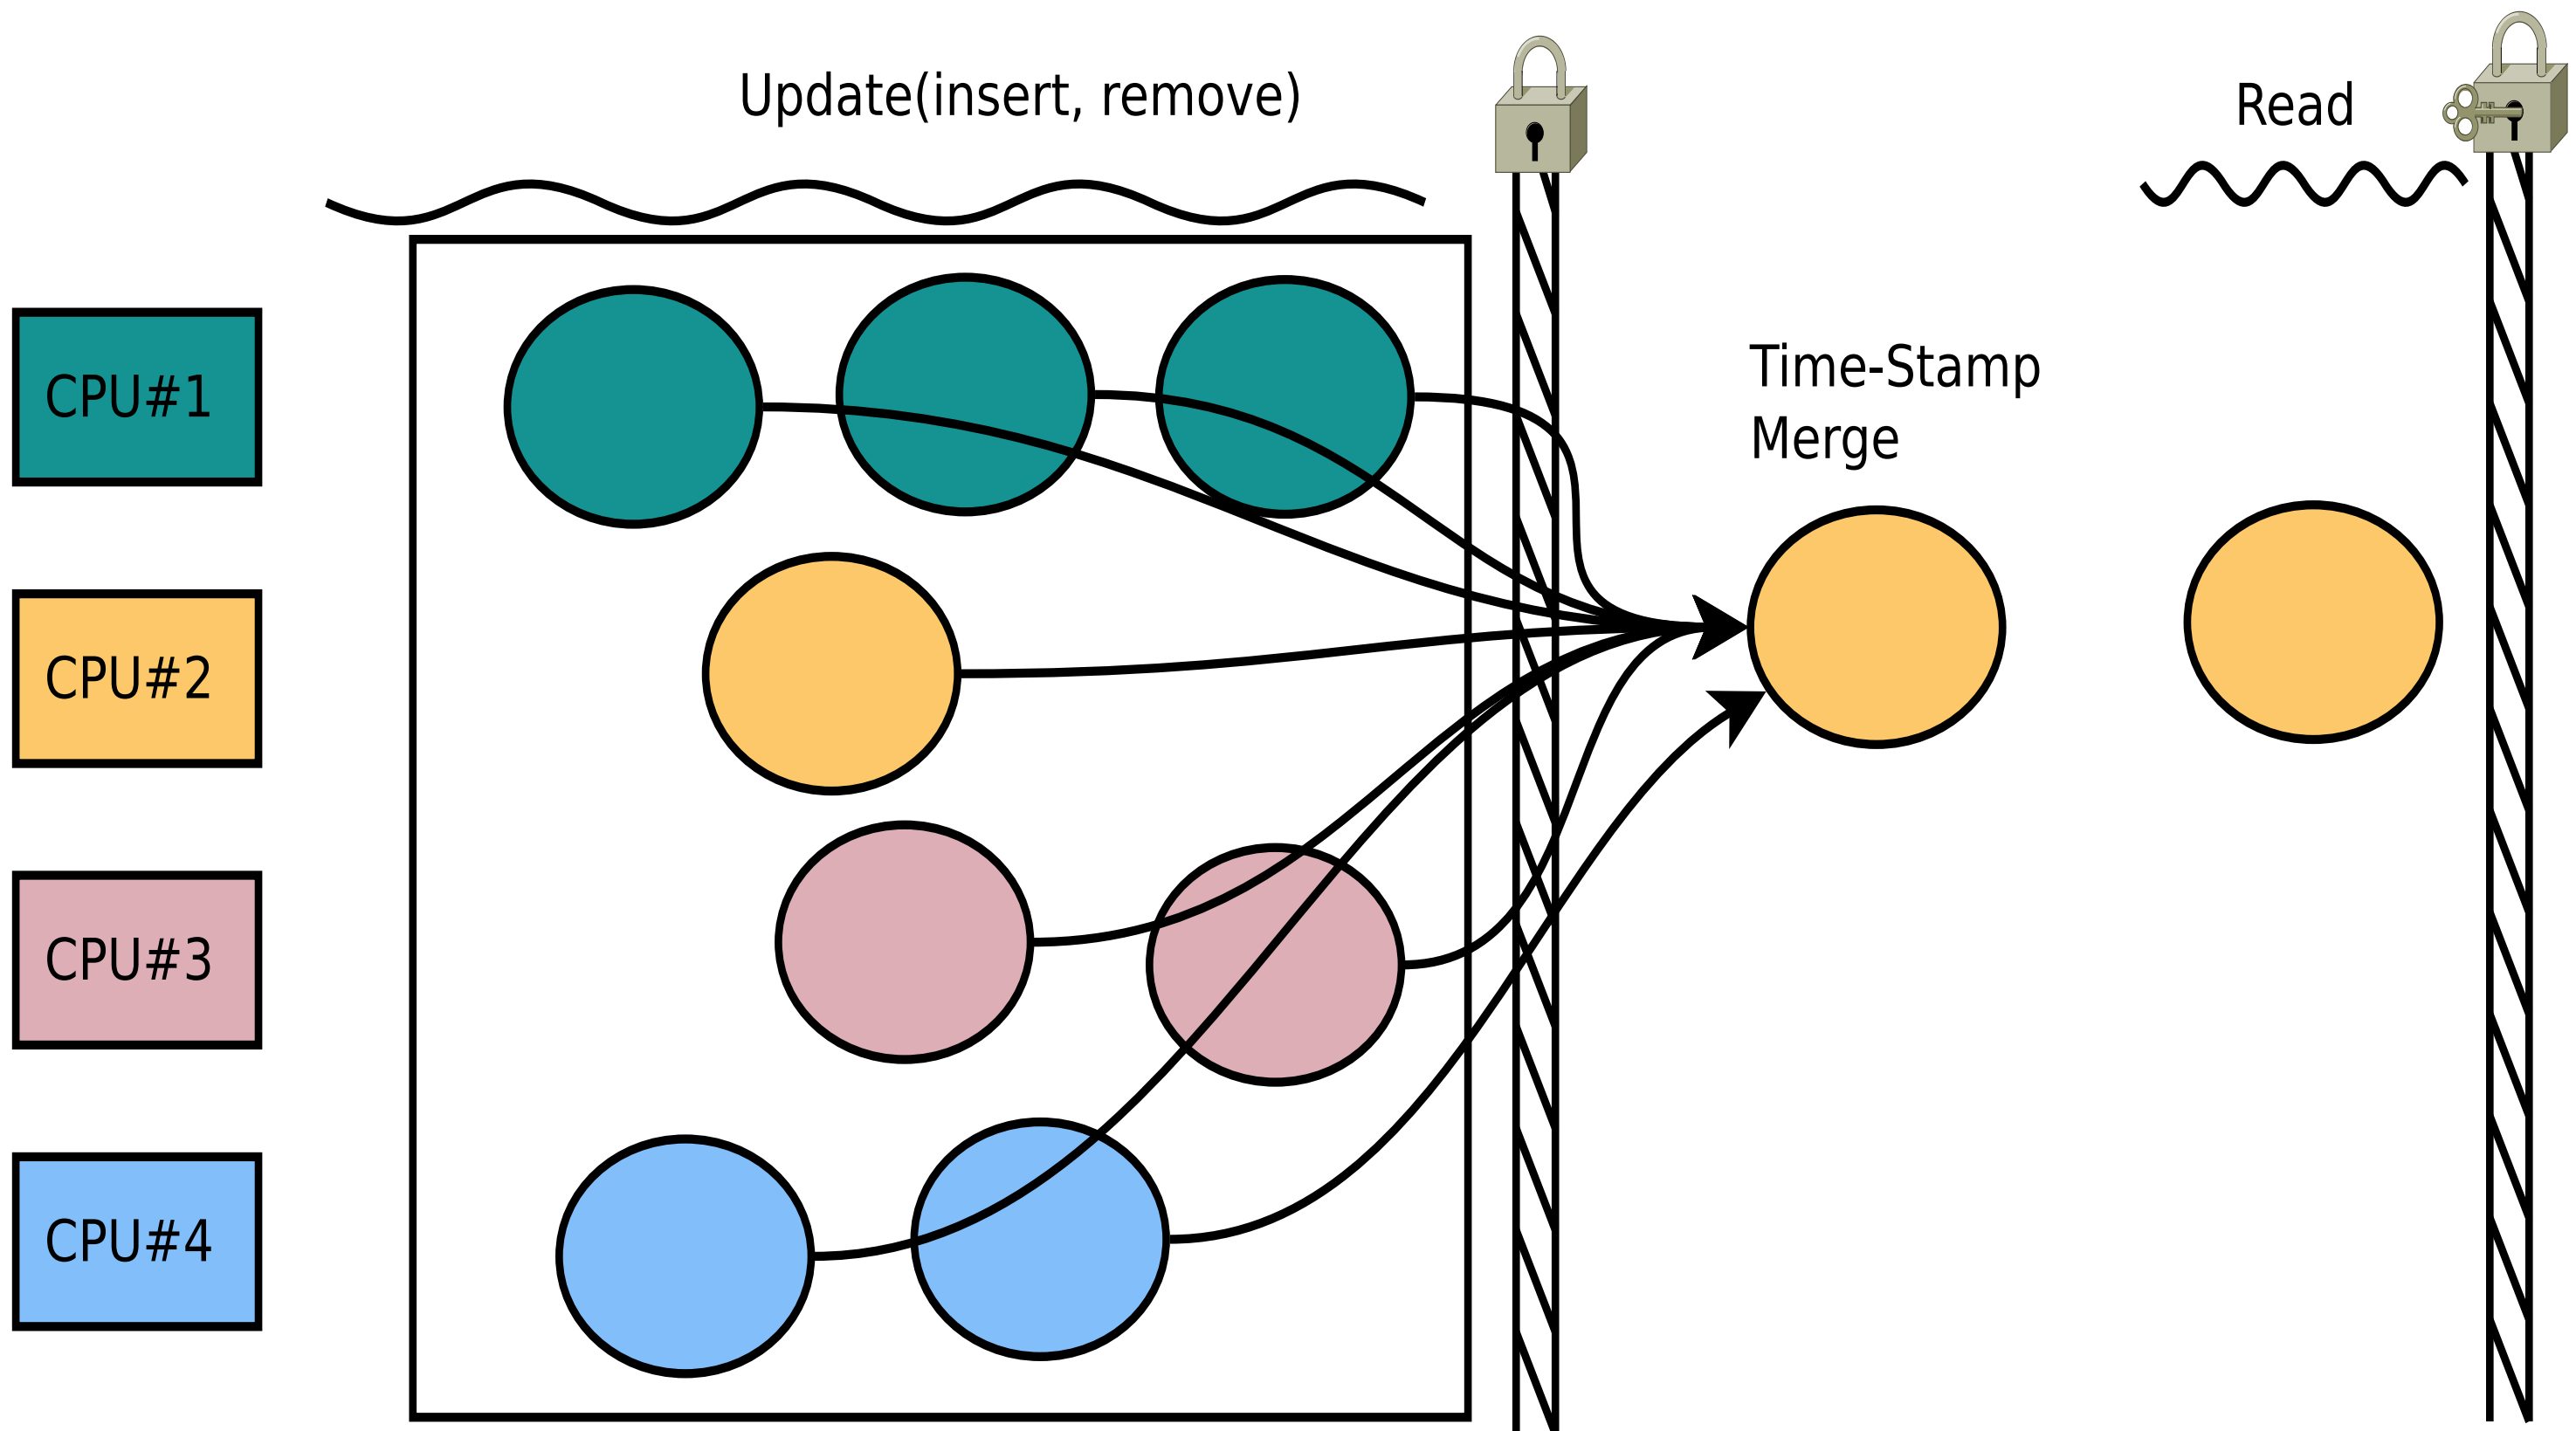 Update(insert, remove)
Read
Time-Stamp
Merge
CPU#1
CPU#2
CPU#3
CPU#4